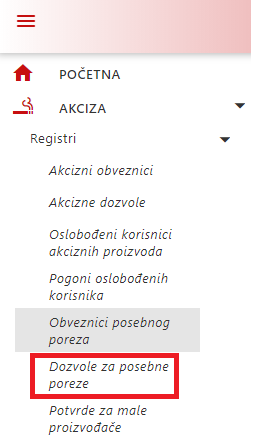 POČETNA
AKCIZA
Registri
Akcizni obveznici
Akcizne dozvole
Oslobođeni korisnici
akciznih proizvoda
Pogoni oslobođenih
korisnika
Obveznici posebnog
poreza
Dozvole za posebne
poreze
Potvrde za male
proizvođače